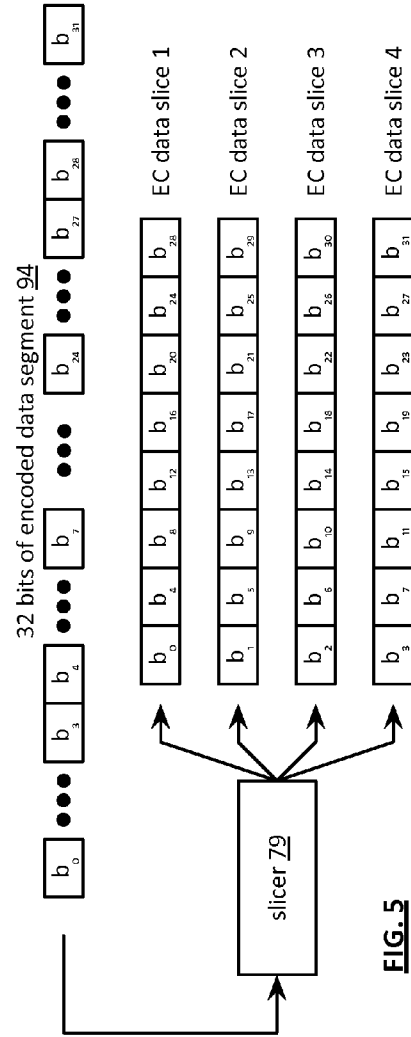 32 bits of encoded data segment 94
b0 ●●● b3 b4 ●●● b7 ●●● b24 ●●● b27 b28 ●●● b31
b0 b4 b8 b12 b16 b20 b24 b28 EC data slice 1
b1 b5 b9 b13 b17 b21 b25 b29 EC data slice 2
b2 b6 b10 b14 b18 b22 b26 b30 EC data slice 3
b3 b7 b11 b15 b19 b23 b27 b31 EC data slice 4
slicer 79
FIG. 5